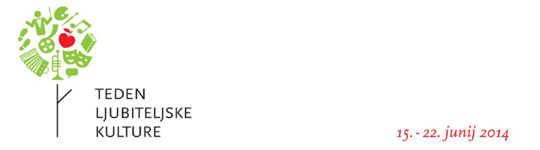 TEDEN
LJUBITELJSKE
KULTURE
15. - 22. junij 2014